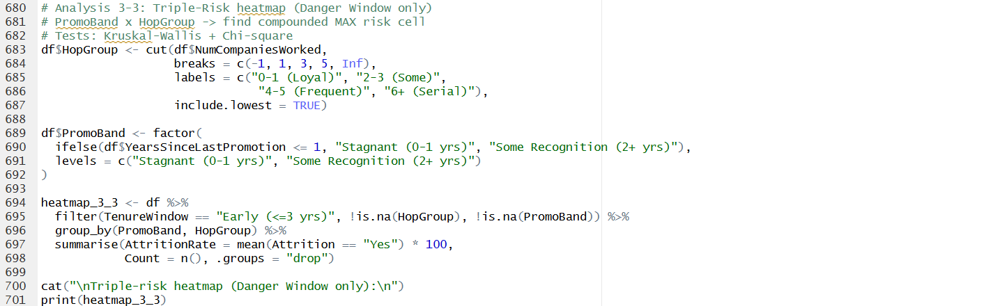 680 # Analysis 3-3: Triple-Risk heatmap (Danger Window only)
681 # PromoBand x HopGroup -> find compounded MAX risk cell
682 # Tests: Kruskal-Wallis + Chi-square
683 df$HopGroup <- cut(df$NumCompaniesWorked,
684                    breaks = c(-1, 1, 3, 5, Inf),
685                    labels = c("0-1 (Loyal)", "2-3 (Some)",
686                               "4-5 (Frequent)", "6+ (Serial)"),
687                    include.lowest = TRUE)
688
689 df$PromoBand <- factor(
690   ifelse(df$YearsSinceLastPromotion <= 1, "Stagnant (0-1 yrs)", "Some Recognition (2+ yrs)"),
691   levels = c("Stagnant (0-1 yrs)", "Some Recognition (2+ yrs)")
692 )
693
694 heatmap_3_3 <- df %>%
695   filter(TenureWindow == "Early (<=3 yrs)", !is.na(HopGroup), !is.na(PromoBand)) %>%
696   group_by(PromoBand, HopGroup) %>%
697   summarise(AttritionRate = mean(Attrition == "Yes") * 100,
698             Count = n(), .groups = "drop")
699
700 cat("\nTriple-risk heatmap (Danger Window only):\n")
701 print(heatmap_3_3)